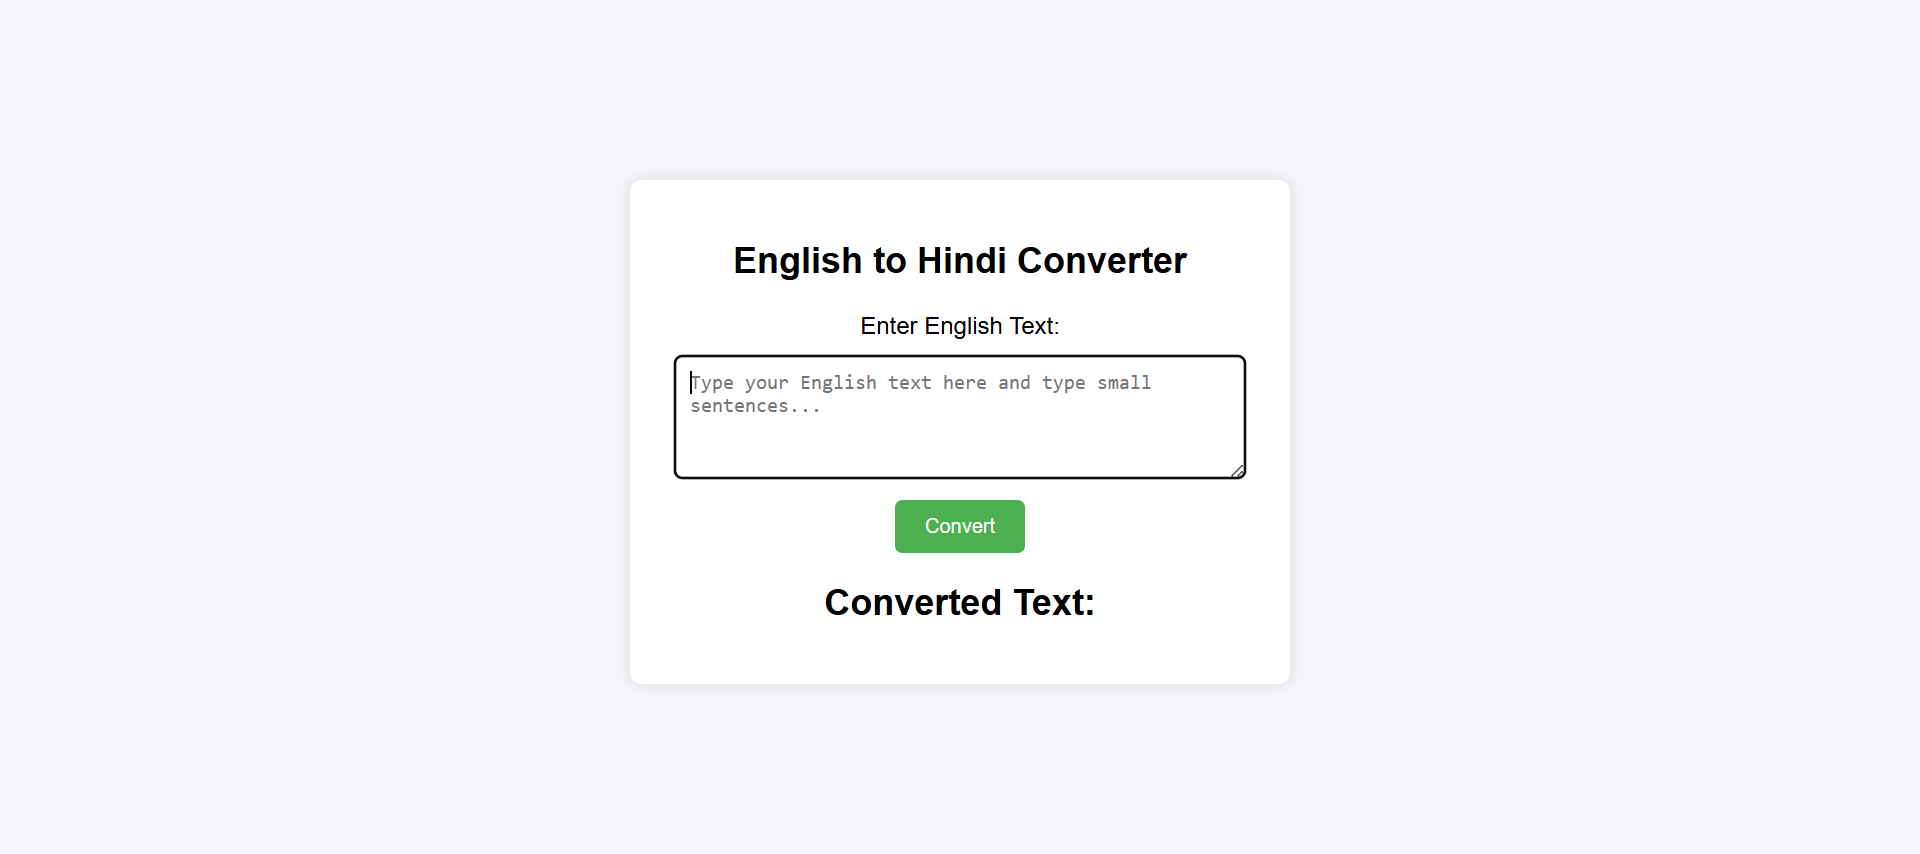 English to Hindi Converter
Enter English Text:
Type your English text here and type small
sentences...
Convert
Converted Text: